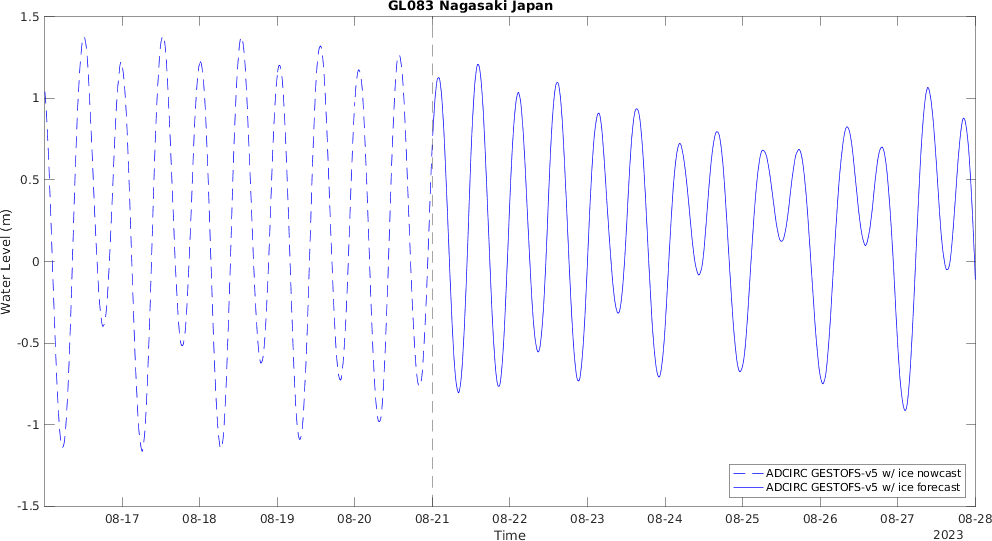 GL083 Nagasaki Japan
Water Level (m)
1.5
1
0.5
0
-0.5
-1
-1.5
ADCIRC GESTOFS-v5 w/ ice nowcast
ADCIRC GESTOFS-v5 w/ ice forecast
08-17 08-18 08-19 08-20 08-21 08-22 08-23 08-24 08-25 08-26 08-27 08-28
Time
2023